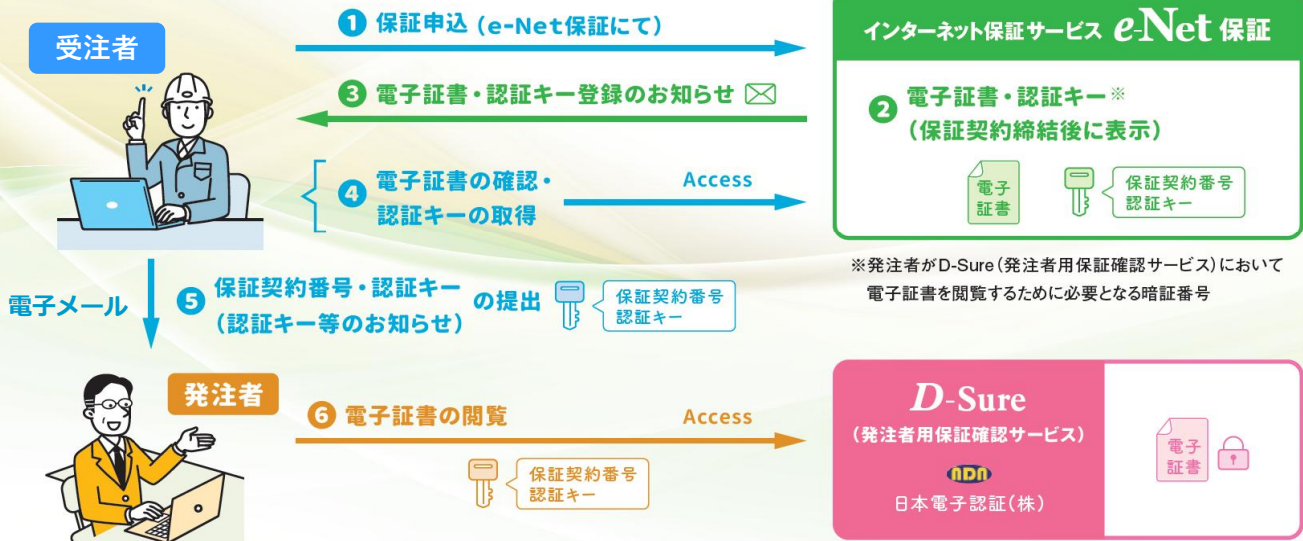 受注者
❶ 保証申込 (e-Net保証にて)
インターネット保証サービス e-Net 保証
❸ 電子証書・認証キー登録のお知らせ
❷ 電子証書・認証キー※
(保証契約締結後に表示)
電子
証書
保証契約番号
認証キー
❹ 電子証書の確認・
認証キーの取得
Access
※発注者がD-Sure(発注者用保証確認サービス)において
電子証書を閲覧するために必要となる暗証番号
電子メール
❺ 保証契約番号・認証キー
(認証キー等のお知らせ)
の提出
保証契約番号
認証キー
発注者
❻ 電子証書の閲覧
Access
保証契約番号
認証キー
D-Sure
(発注者用保証確認サービス)
NDN
日本電子認証(株)
電子
証書